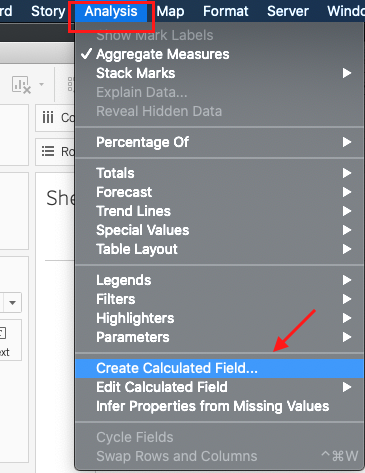 rd Story Analysis Map Format Server Windo
Show Mark Labels
✓ Aggregate Measures
Stack Marks
Explain Data...
Reveal Hidden Data
Percentage Of
Totals
Forecast
Trend Lines
Special Values
Table Layout
Legends
Filters
Highlighters
Parameters
Create Calculated Field...
Edit Calculated Field
Infer Properties from Missing Values
Cycle Fields
Swap Rows and Columns ^⌘W
Co
Ro
She
ext